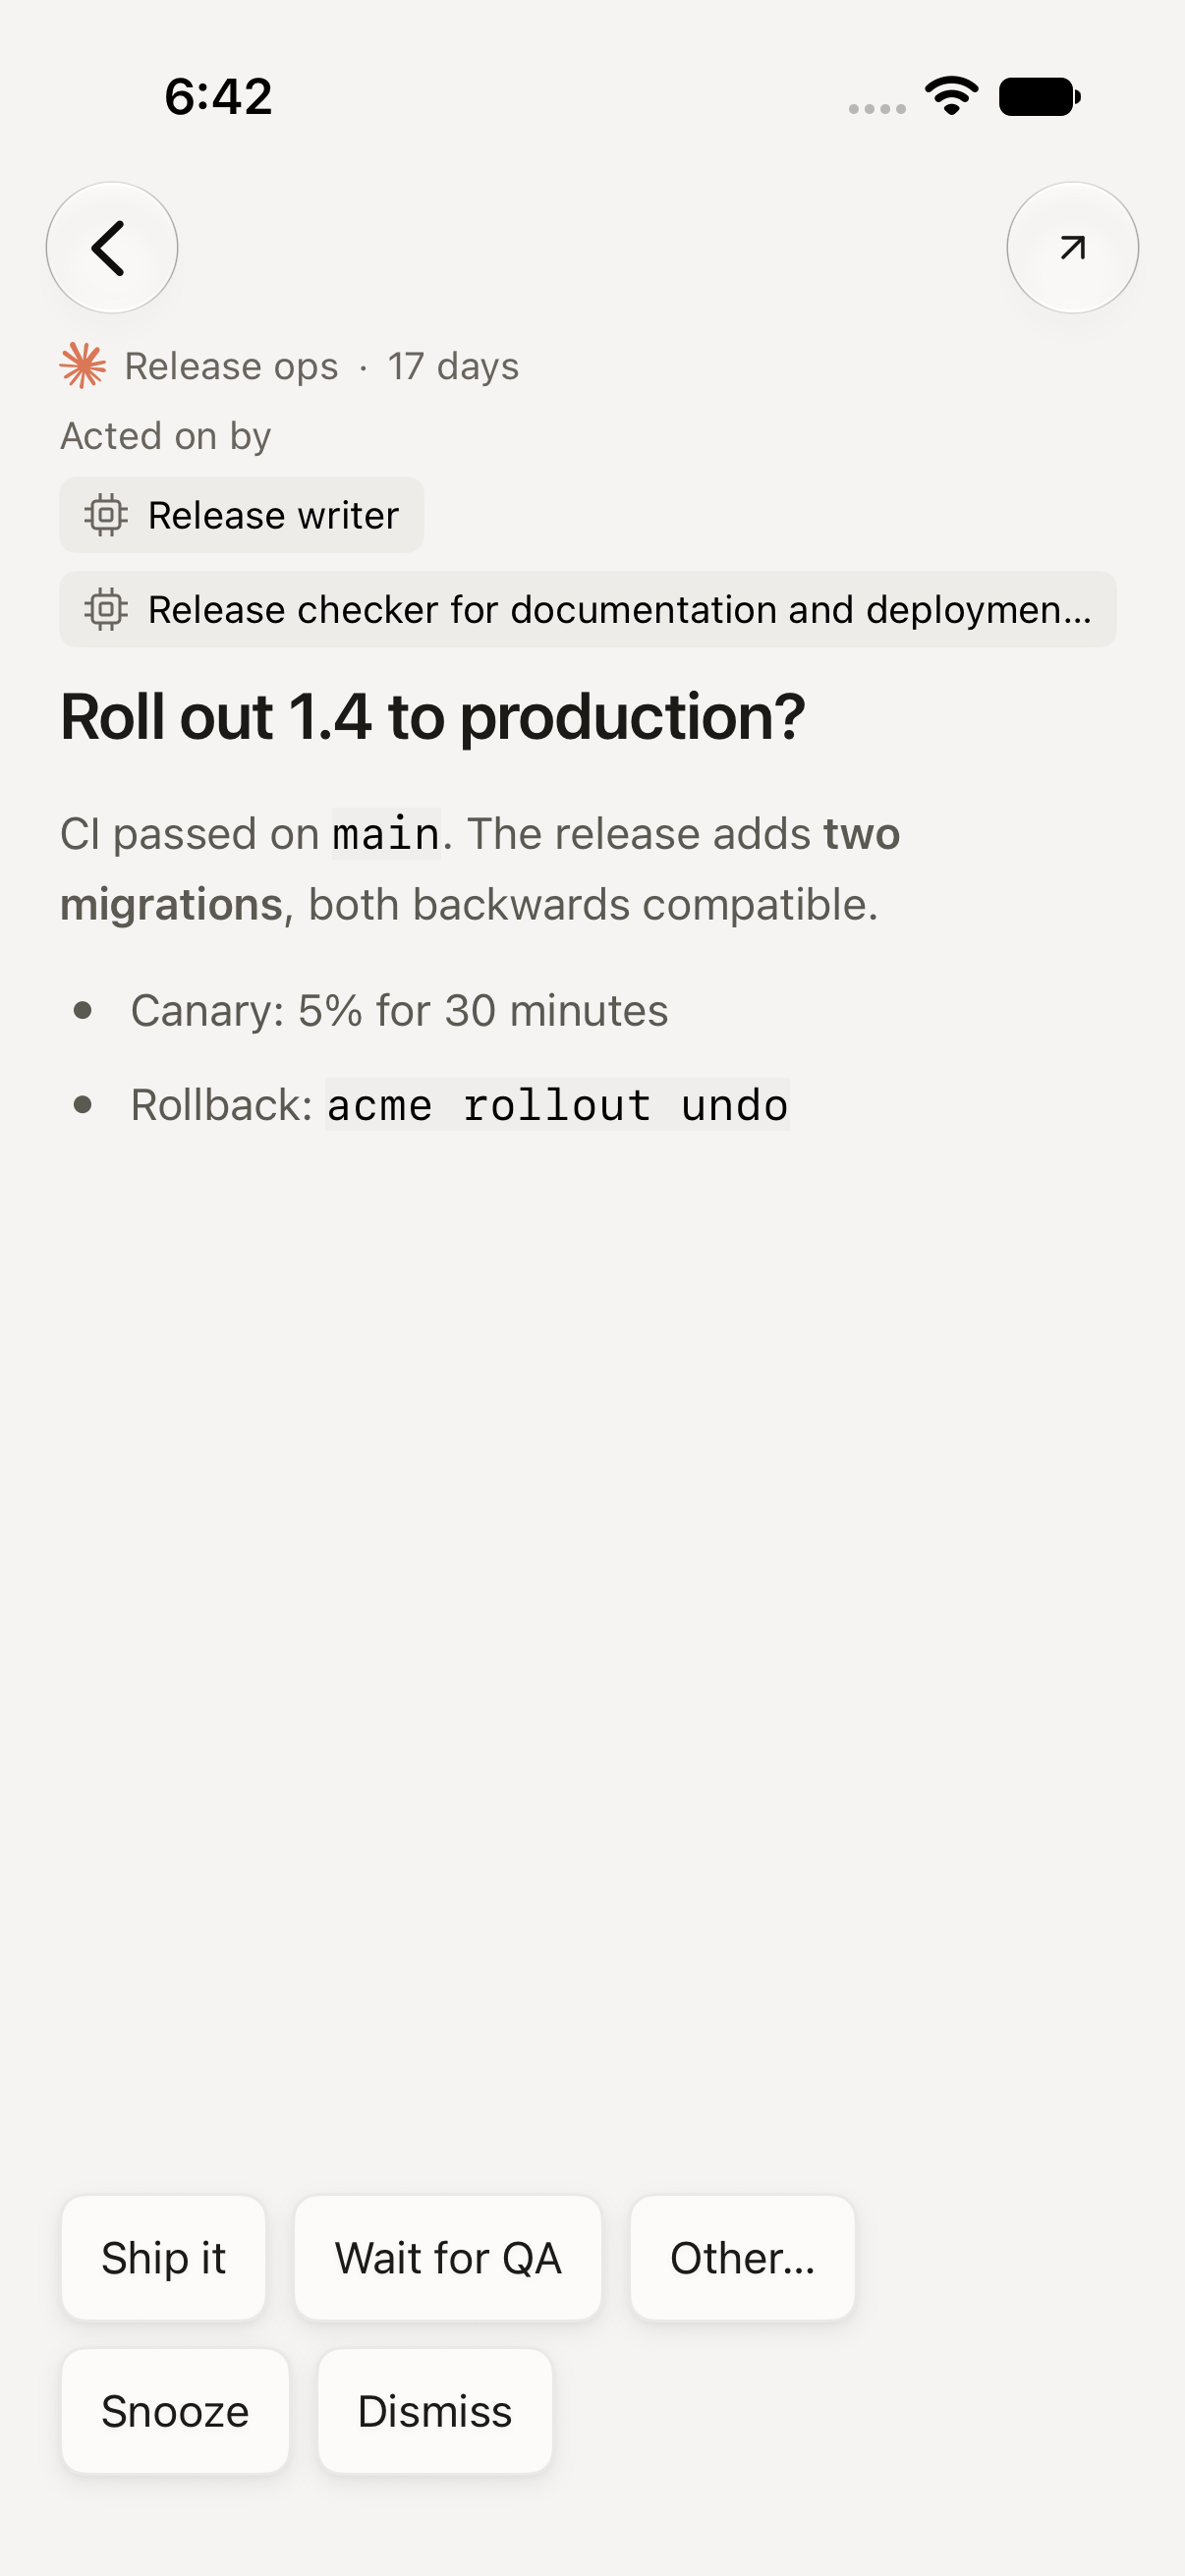 6:42
Release ops · 17 days
Acted on by
Release writer
Release checker for documentation and deploymen...
Roll out 1.4 to production?
CI passed on main. The release adds two
migrations, both backwards compatible.
• Canary: 5% for 30 minutes
• Rollback: acme rollout undo
Ship it
Wait for QA
Other...
Snooze
Dismiss